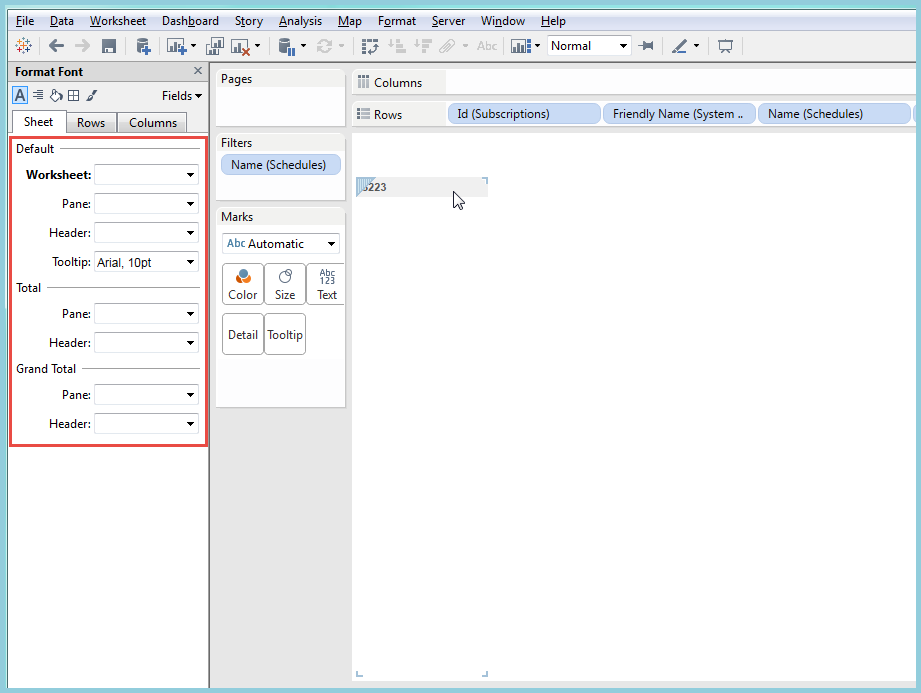 File Data Worksheet Dashboard Story Analysis Map Format Server Window Help
Abc Normal
Format Font
A Fields
Sheet Rows Columns
Default
Worksheet:
Pane:
Header:
Tooltip: Arial, 10pt
Total
Pane:
Header:
Grand Total
Pane:
Header:
Pages
Filters
Name (Schedules)
Marks
Abc Automatic
Color Size Abc 123 Text
Detail Tooltip
Columns
Rows Id (Subscriptions) Friendly Name (System .. Name (Schedules)
223